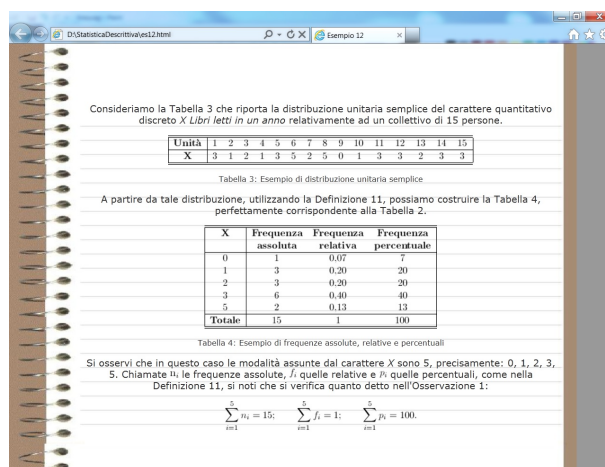 D:\StatisticaDescrittiva\es12.html
Esempio 12
Consideriamo la Tabella 3 che riporta la distribuzione unitaria semplice del carattere quantitativo
discreto X Libri letti in un anno relativamente ad un collettivo di 15 persone.
Unità 1 2 3 4 5 6 7 8 9 10 11 12 13 14 15
X 3 1 2 1 3 5 2 5 0 1 3 3 2 3 3
Tabella 3: Esempio di distribuzione unitaria semplice
A partire da tale distribuzione, utilizzando la Definizione 11, possiamo costruire la Tabella 4,
perfettamente corrispondente alla Tabella 2.
X Frequenza Frequenza Frequenza
assoluta relativa percentuale
0 1 0.07 7
1 3 0.20 20
2 3 0.20 20
3 6 0.40 40
5 2 0.13 13
Totale 15 1 100
Tabella 4: Esempio di frequenze assolute, relative e percentuali
Si osservi che in questo caso le modalità assunte dal carattere X sono 5, precisamente: 0, 1, 2, 3,
5. Chiamate nᵢ le frequenze assolute, fᵢ quelle relative e pᵢ quelle percentuali, come nella
Definizione 11, si noti che si verifica quanto detto nell'Osservazione 1:
5 5 5
∑ nᵢ = 15; ∑ fᵢ = 1; ∑ pᵢ = 100.
i=1 i=1 i=1